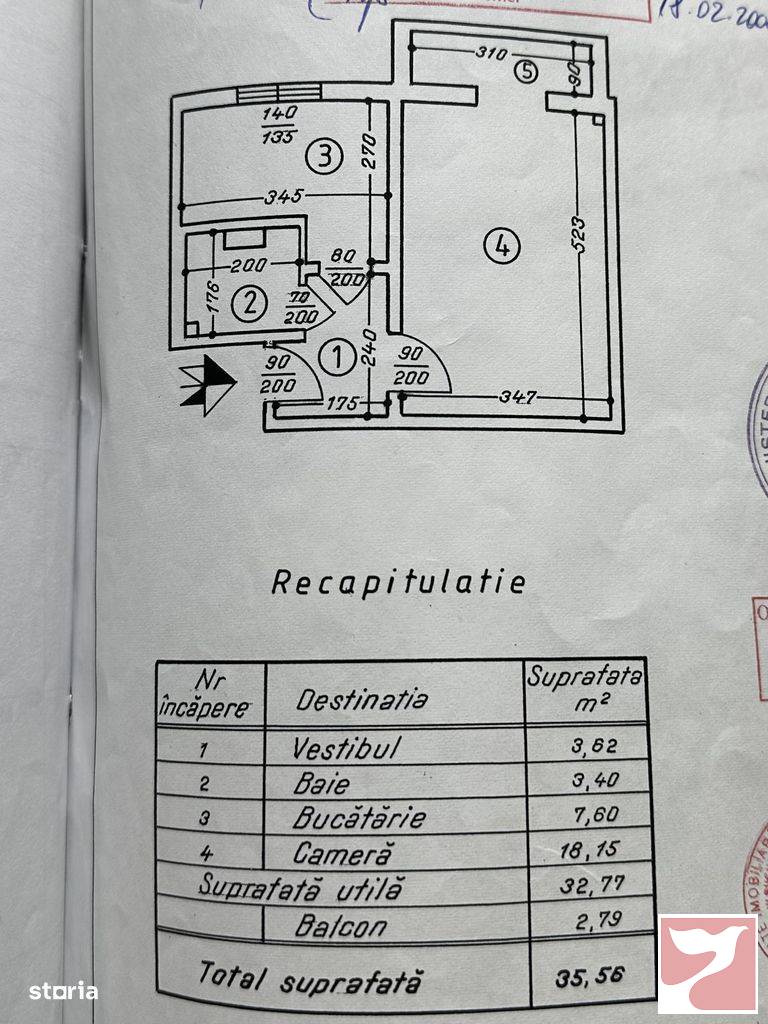 18.02.200
310
5
90
140
135
3
270
345
4
523
200
80
200
176
2
70
200
1
240
90
200
90
200
175
347
Recapitulatie
Nr încăpere
Destinatia
Suprafata m²
1 Vestibul 3,62
2 Baie 3,40
3 Bucătărie 7,60
4 Cameră 18,15
Suprafată utilă 32,77
Balcon 2,79
Total suprafată 35,56
storia